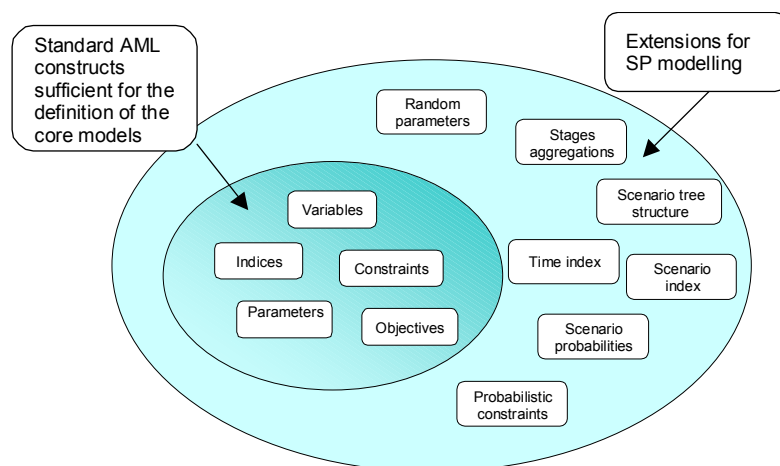 Standard AML
constructs
sufficient for the
definition of the
core models
Extensions for
SP modelling
Random
parameters
Stages
aggregations
Scenario tree
structure
Variables
Indices
Constraints
Time index
Scenario
index
Parameters
Objectives
Scenario
probabilities
Probabilistic
constraints